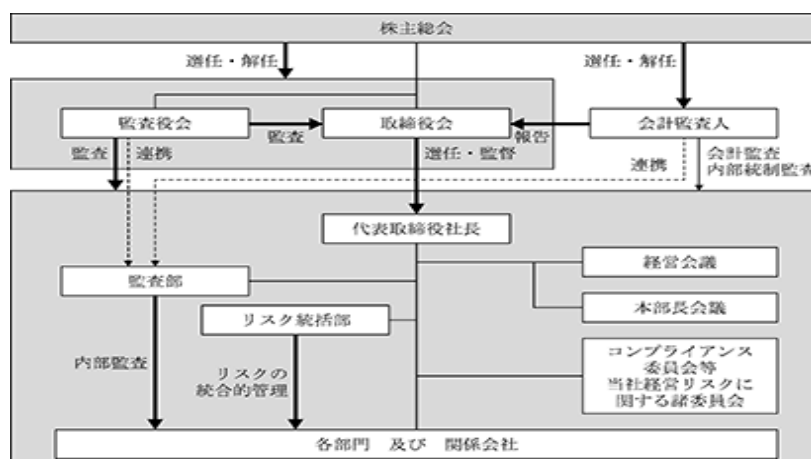 株主総会
選任・解任
選任・解任
監査役会
監査
取締役会
報告
会計監査人
監査
連携
選任・監督
連携
会計監査
内部統制監査
代表取締役社長
経営会議
監査部
本部長会議
リスク統括部
内部監査
リスクの
統合的管理
コンプライアンス
委員会等
当社経営リスクに
関する諸委員会
各部門 及び 関係会社